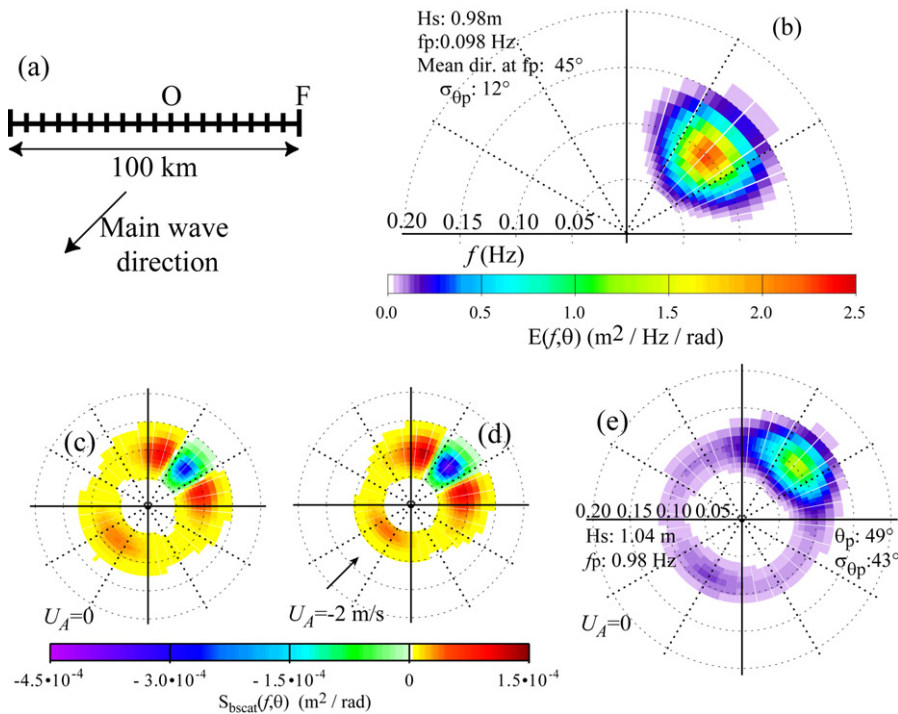 (a)
O F
100 km
Main wave
direction
Hs: 0.98m
fp:0.098 Hz
Mean dir. at fp: 45°
σθp: 12°
(b)
0.20 0.15 0.10 0.05
f (Hz)
0.0 0.5 1.0 1.5 2.0 2.5
E(f,θ) (m2 / Hz / rad)
(c)
U_A=0
(d)
U_A=-2 m/s
-4.5•10-4 -3.0•10-4 -1.5•10-4 0 1.5•10-4
Sbscat(f,θ) (m2 / rad)
(e)
0.20 0.15 0.10 0.05
Hs: 1.04 m
fp: 0.98 Hz
θp: 49°
σθp:43°
U_A=0